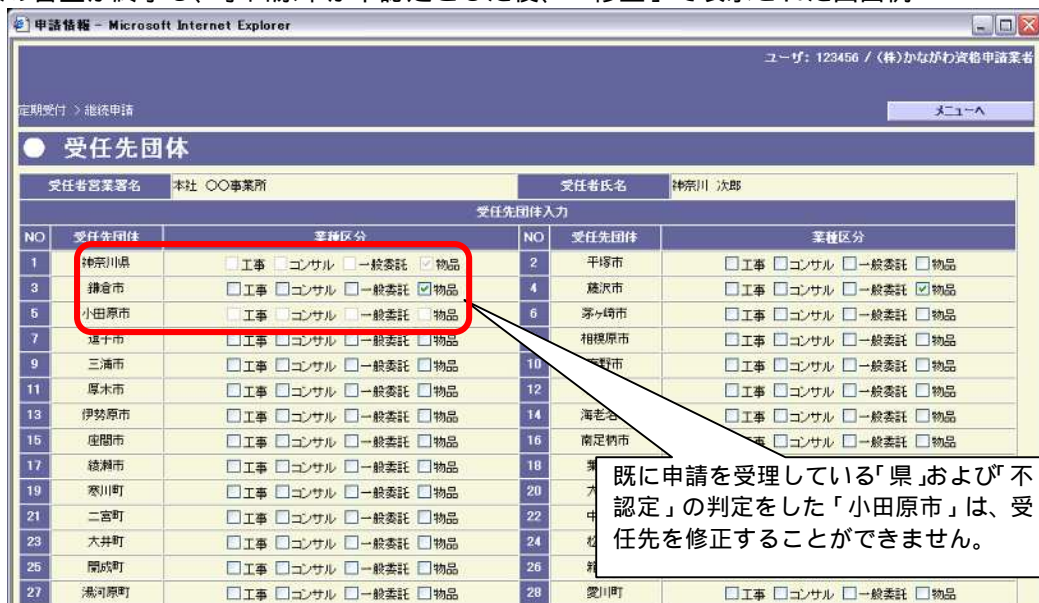 申請情報 - Microsoft Internet Explorer
ユーザ: 123456 / (株)かながわ資格申請業者
定期受付 > 継続申請
メニューへ
受任先団体
受任者営業署名 本社 〇〇事業所 受任者氏名 神奈川 次郎
受任先団体入力
NO 受任先団体 業種区分 NO 受任先団体 業種区分
1 神奈川県 工事 コンサル 一般委託 物品 2 平塚市 工事 コンサル 一般委託 物品
3 鎌倉市 工事 コンサル 一般委託 物品 4 藤沢市 工事 コンサル 一般委託 物品
5 小田原市 工事 コンサル 一般委託 物品 6 茅ヶ崎市 工事 コンサル 一般委託 物品
7 逗子市 工事 コンサル 一般委託 物品 相模原市 工事 コンサル 一般委託 物品
9 三浦市 工事 コンサル 一般委託 物品 10 野市 工事 コンサル 一般委託 物品
11 厚木市 工事 コンサル 一般委託 物品 12 工事 コンサル 一般委託 物品
13 伊勢原市 工事 コンサル 一般委託 物品 14 海老 工事 コンサル 一般委託 物品
15 座間市 工事 コンサル 一般委託 物品 16 南足柄市 コンサル 一般委託 物品
17 綾瀬市 工事 コンサル 一般委託 物品 18
19 寒川町 工事 コンサル 一般委託 物品 20
21 二宮町 工事 コンサル 一般委託 物品 22
23 大井町 工事 コンサル 一般委託 物品 24
25 開成町 工事 コンサル 一般委託 物品 26
27 湯河原町 工事 コンサル 一般委託 物品 28 愛川町 工事 コンサル 一般委託 物品
既に申請を受理している「県」および「不
認定」の判定をした「小田原市」は、受
任先を修正することができません。